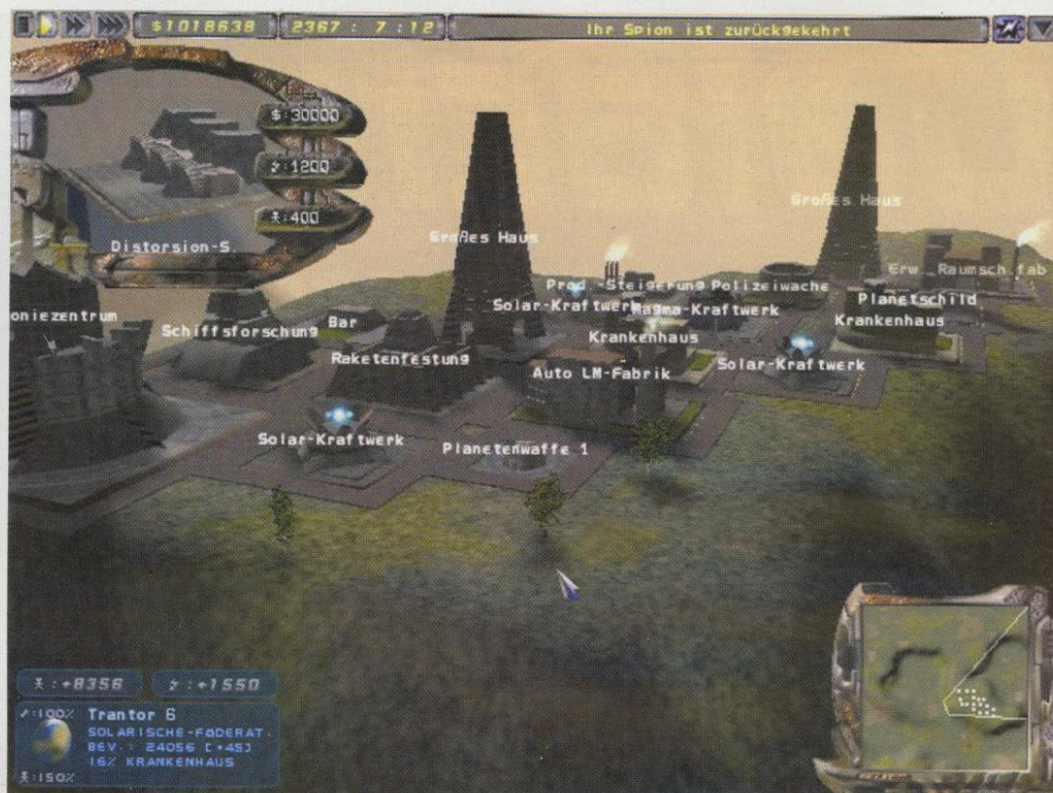 $1018638
2367 : 7 : 12
Ihr Spion ist zurückgekehrt
$:30000
:1200
:400
Distorsion-S.
Großes Haus
Großes Haus
Erw. Raumsch.fab
Prod.-Steigerung
Polizeiwache
Solar-Kraftwerk
Magma-Kraftwerk
Planetschild
oniezentrum
Schiffsforschung
Bar
Krankenhaus
Krankenhaus
Raketenfestung
Auto LM-Fabrik
Solar-Kraftwerk
Solar-Kraftwerk
Planetenwaffe 1
:+8356
:+1550
:100%
Trantor 6
SOLARISCHE-FÖDERAT.
BEV.: 24056 [+45]
16% KRANKENHAUS
:150%